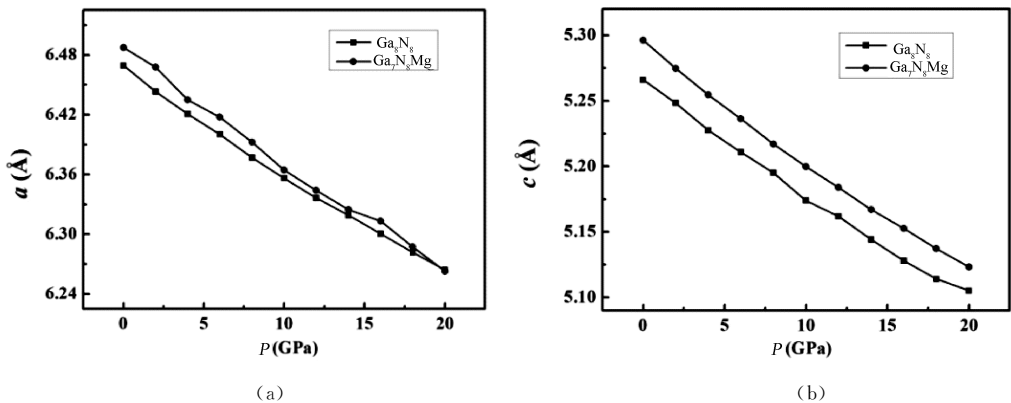 6.48
6.42
6.36
6.30
6.24
a (Å)
Ga₈N₈
Ga₇N₈Mg
0 5 10 15 20
P (GPa)
(a)
5.30
5.25
5.20
5.15
5.10
c (Å)
Ga₈N₈
Ga₇N₈Mg
0 5 10 15 20
P (GPa)
(b)